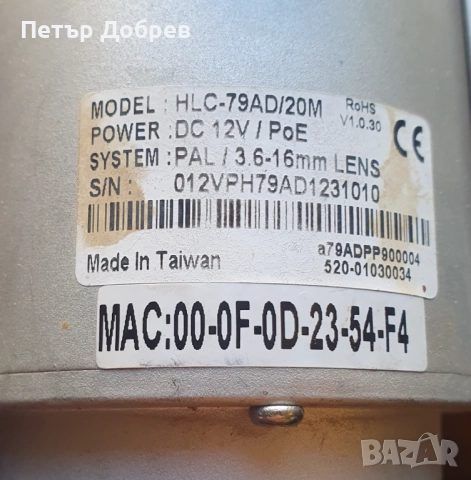 Петър Добрев
MODEL : HLC-79AD/20M
RoHS
V1.0.30
POWER :DC 12V / PoE
SYSTEM : PAL / 3.6-16mm LENS
S/N : 012VPH79AD1231010
CE
a79ADPP900004
Made In Taiwan
520-01030034
MAC:00-0F-0D-23-54-F4
BAZAR